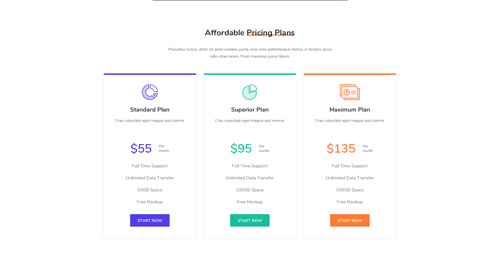 Affordable Pricing Plans
Phasellus luctus, dolor sit amet sodales porta, eros eros pellentesque metus, in facilisis lacus
odio vitae lorem. Proin maximus purus libero.
Standard Plan
Cras vulputate eget magna sed viverra.
$55 Per
month
Full Time Support
Unlimited Data Transfer
50GB Space
Free Mockup
START NOW
Superior Plan
Cras vulputate eget magna sed viverra.
$95 Per
month
Full Time Support
Unlimited Data Transfer
100GB Space
Free Mockup
START NOW
Maximum Plan
Cras vulputate eget magna sed viverra.
$135 Per
month
Full Time Support
Unlimited Data Transfer
150GB Space
Free Mockup
START NOW